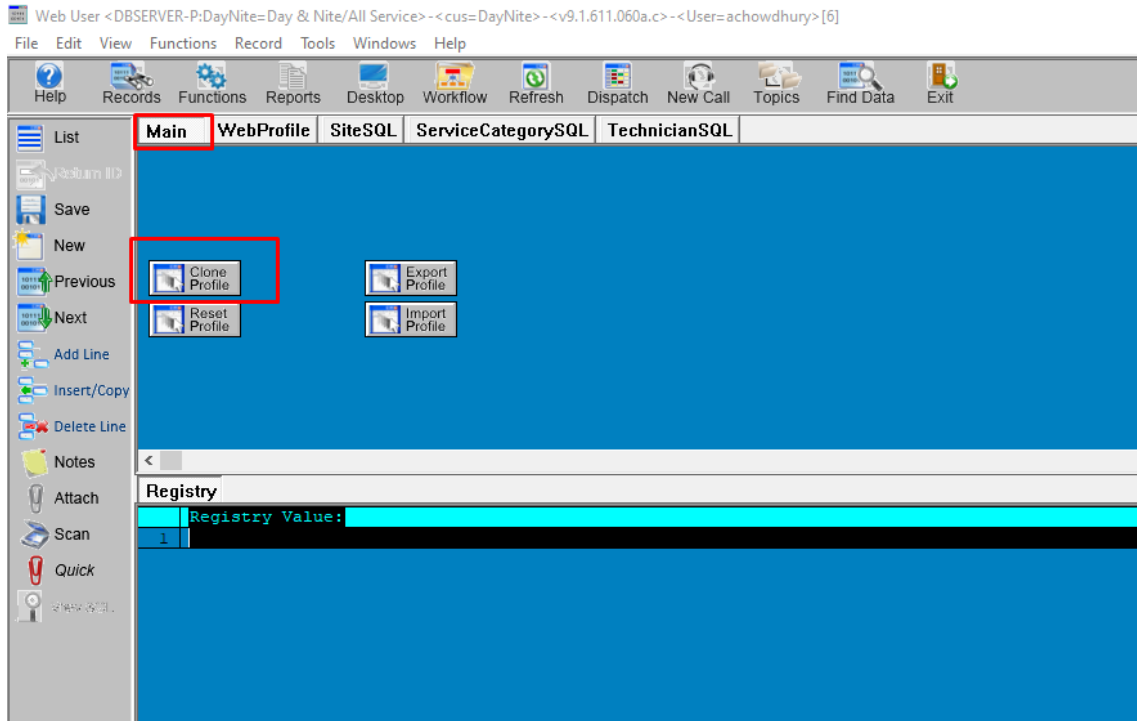 Web User <DBSERVER-P:DayNite=Day & Nite/All Service>-<cus=DayNite>-<v9.1.611.060a.c>-<User=achowdhury>[6]
File Edit View Functions Record Tools Windows Help
Help Records Functions Reports Desktop Workflow Refresh Dispatch New Call Topics Find Data Exit
List
Return ID
Save
New
Previous
Next
Add Line
Insert/Copy
Delete Line
Notes
Attach
Scan
Quick
Main WebProfile SiteSQL ServiceCategorySQL TechnicianSQL
Clone
Profile
Export
Profile
Reset
Profile
Import
Profile
Registry
Registry Value:
1